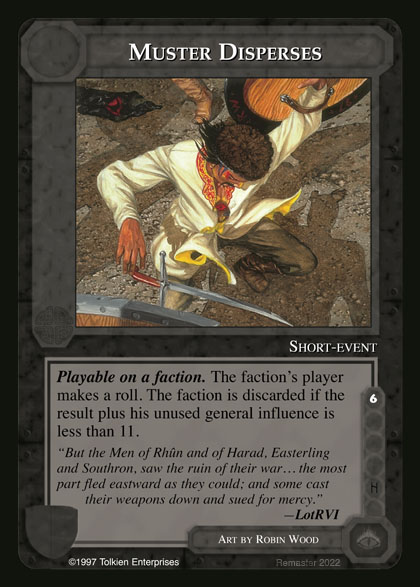 MUSTER DISPERSES
SHORT-EVENT
Playable on a faction. The faction's player
makes a roll. The faction is discarded if the
result plus his unused general influence is
less than 11.
6
"But the Men of Rhûn and of Harad, Easterling
and Southron, saw the ruin of their war… the most
part fled eastward as they could; and some cast
their weapons down and sued for mercy."
–LotRVI
H
ART BY ROBIN WOOD
©1997 Tolkien Enterprises
Remaster 2022